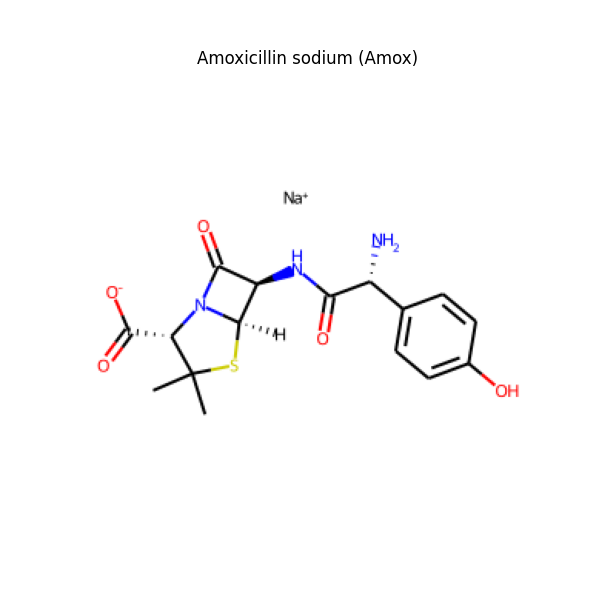 Amoxicillin sodium (Amox)
Na⁺
O
NH₂
H
N
O⁻
N
H
O
O
S
OH